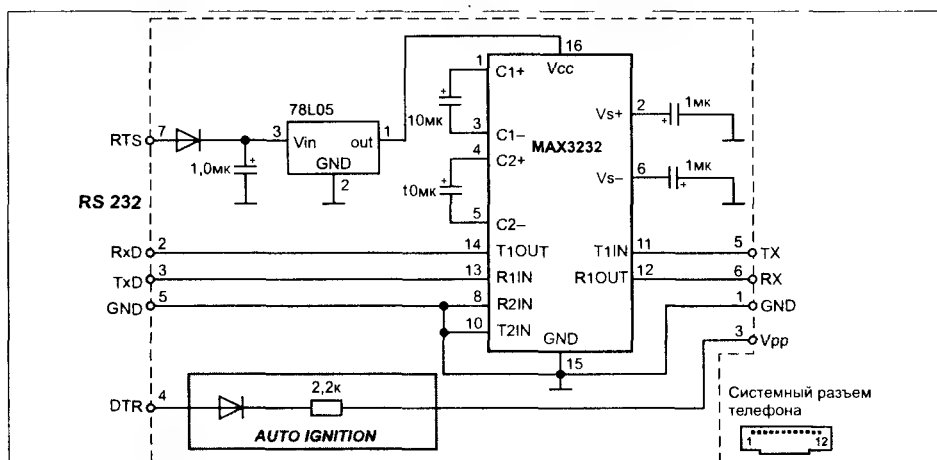 16
1
C1+
Vcc
78L05
+
10мк
Vs+
2
+
1мк
RTS
7
3
Vin
out
1
3
C1–
MAX3232
GND
+
1,0мк
2
4
C2+
Vs–
6
1мк
+
+
10мк
RS 232
5
C2–
RxD
2
14
T1OUT
T1IN
11
5
TX
TxD
3
13
R1IN
R1OUT
12
6
RX
GND
5
8
R2IN
1
GND
10
T2IN
3
Vpp
GND
15
2,2к
DTR
4
AUTO IGNITION
Системный разъем
телефона
1
12